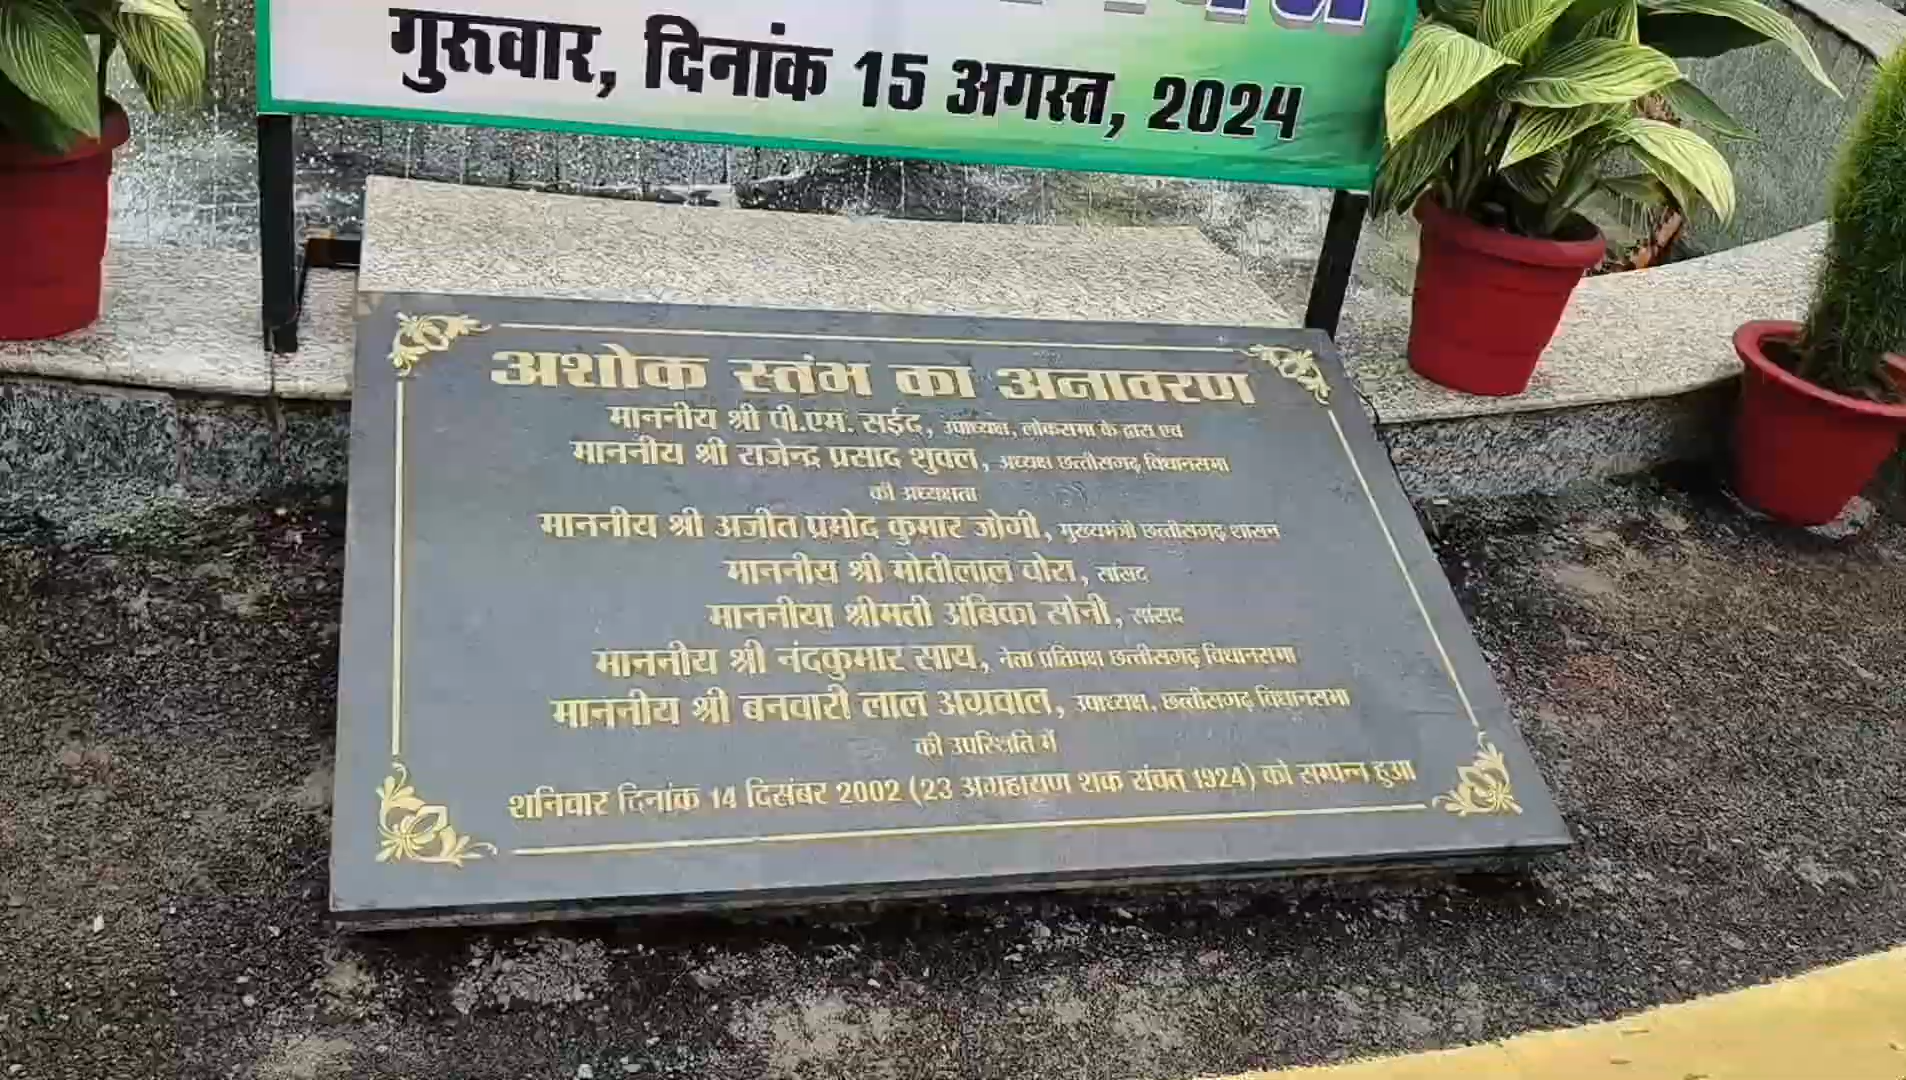 गुरूवार, दिनांक 15 अगस्त, 2024
अशोक स्तंभ का अनावरण
माननीय श्री पी.एम. सईद, उपाध्यक्ष, लोकसभा के द्वारा एवं
माननीय श्री राजेन्द्र प्रसाद शुक्ल, अध्यक्ष छत्तीसगढ़ विधानसभा
की अध्यक्षता
माननीय श्री अजीत प्रमोद कुमार जोगी, मुख्यमंत्री छत्तीसगढ़ शासन
माननीय श्री मोतीलाल वोरा, सांसद
माननीया श्रीमती अंबिका सोनी, सांसद
माननीय श्री नंदकुमार साय, नेता प्रतिपक्ष छत्तीसगढ़ विधानसभा
माननीय श्री बनवारी लाल अग्रवाल, उपाध्यक्ष, छत्तीसगढ़ विधानसभा
की उपस्थिति में
शनिवार दिनांक 14 दिसंबर 2002 (23 अग्रहायण शक संवत् 1924) को सम्पन्न हुआ